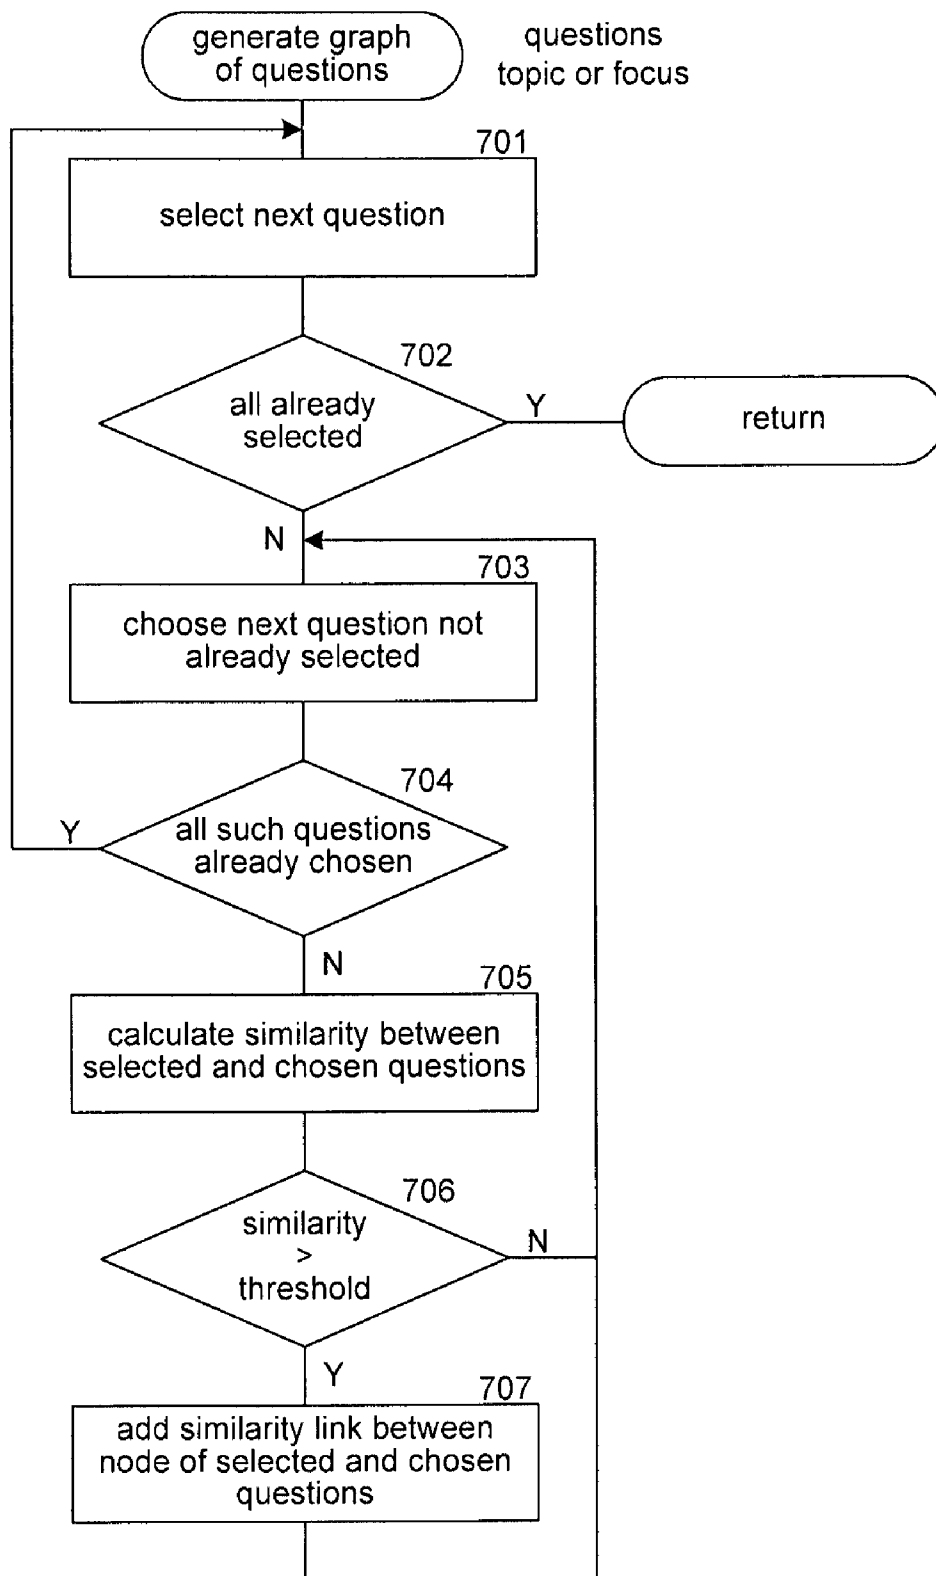 generate graph
of questions
questions
topic or focus
701
select next question
702
all already
selected
Y
return
N
703
choose next question not
already selected
704
all such questions
already chosen
Y
N
705
calculate similarity between
selected and chosen questions
706
similarity
>
threshold
N
Y
707
add similarity link between
node of selected and chosen
questions